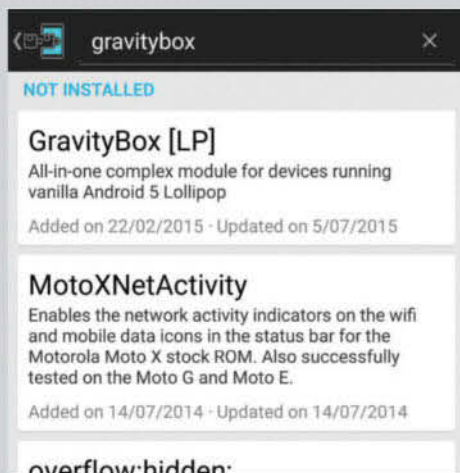 gravitybox
NOT INSTALLED
GravityBox [LP]
All-in-one complex module for devices running
vanilla Android 5 Lollipop
Added on 22/02/2015 · Updated on 5/07/2015
MotoXNetActivity
Enables the network activity indicators on the wifi
and mobile data icons in the status bar for the
Motorola Moto X stock ROM. Also successfully
tested on the Moto G and Moto E.
Added on 14/07/2014 · Updated on 14/07/2014
overflow:hidden;